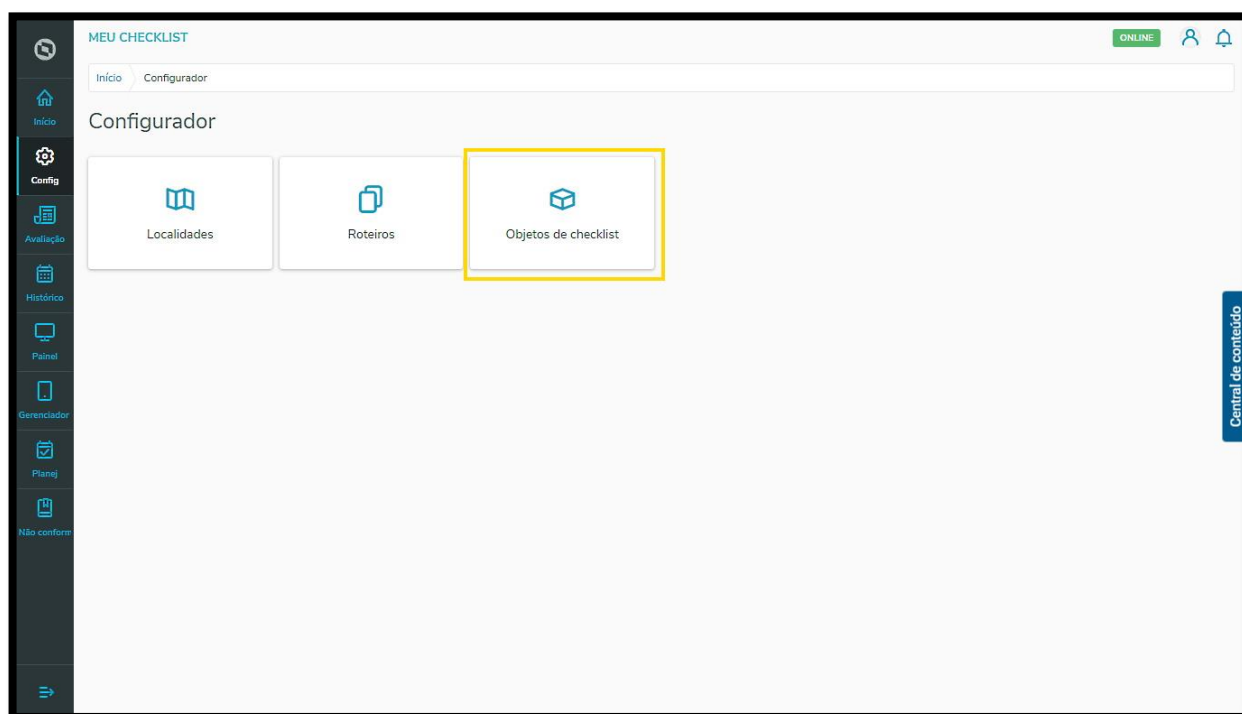 MEU CHECKLIST
ONLINE
Início
Configurador
Configurador
Localidades
Roteiros
Objetos de checklist
Início
Config
Avaliação
Histórico
Painel
Gerenciador
Planej
Não conform
Central de conteúdo